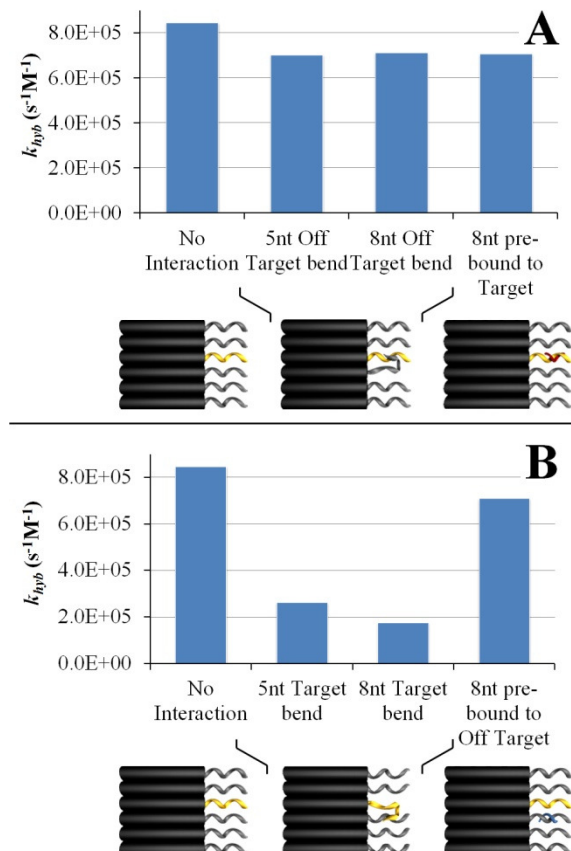 A
k_hyb (s⁻¹M⁻¹)
8.0E+05
6.0E+05
4.0E+05
2.0E+05
0.0E+00
No Interaction
5nt Off Target bend
8nt Off Target bend
8nt pre-bound to Target
B
k_hyb (s⁻¹M⁻¹)
8.0E+05
6.0E+05
4.0E+05
2.0E+05
0.0E+00
No Interaction
5nt Target bend
8nt Target bend
8nt pre-bound to Off Target